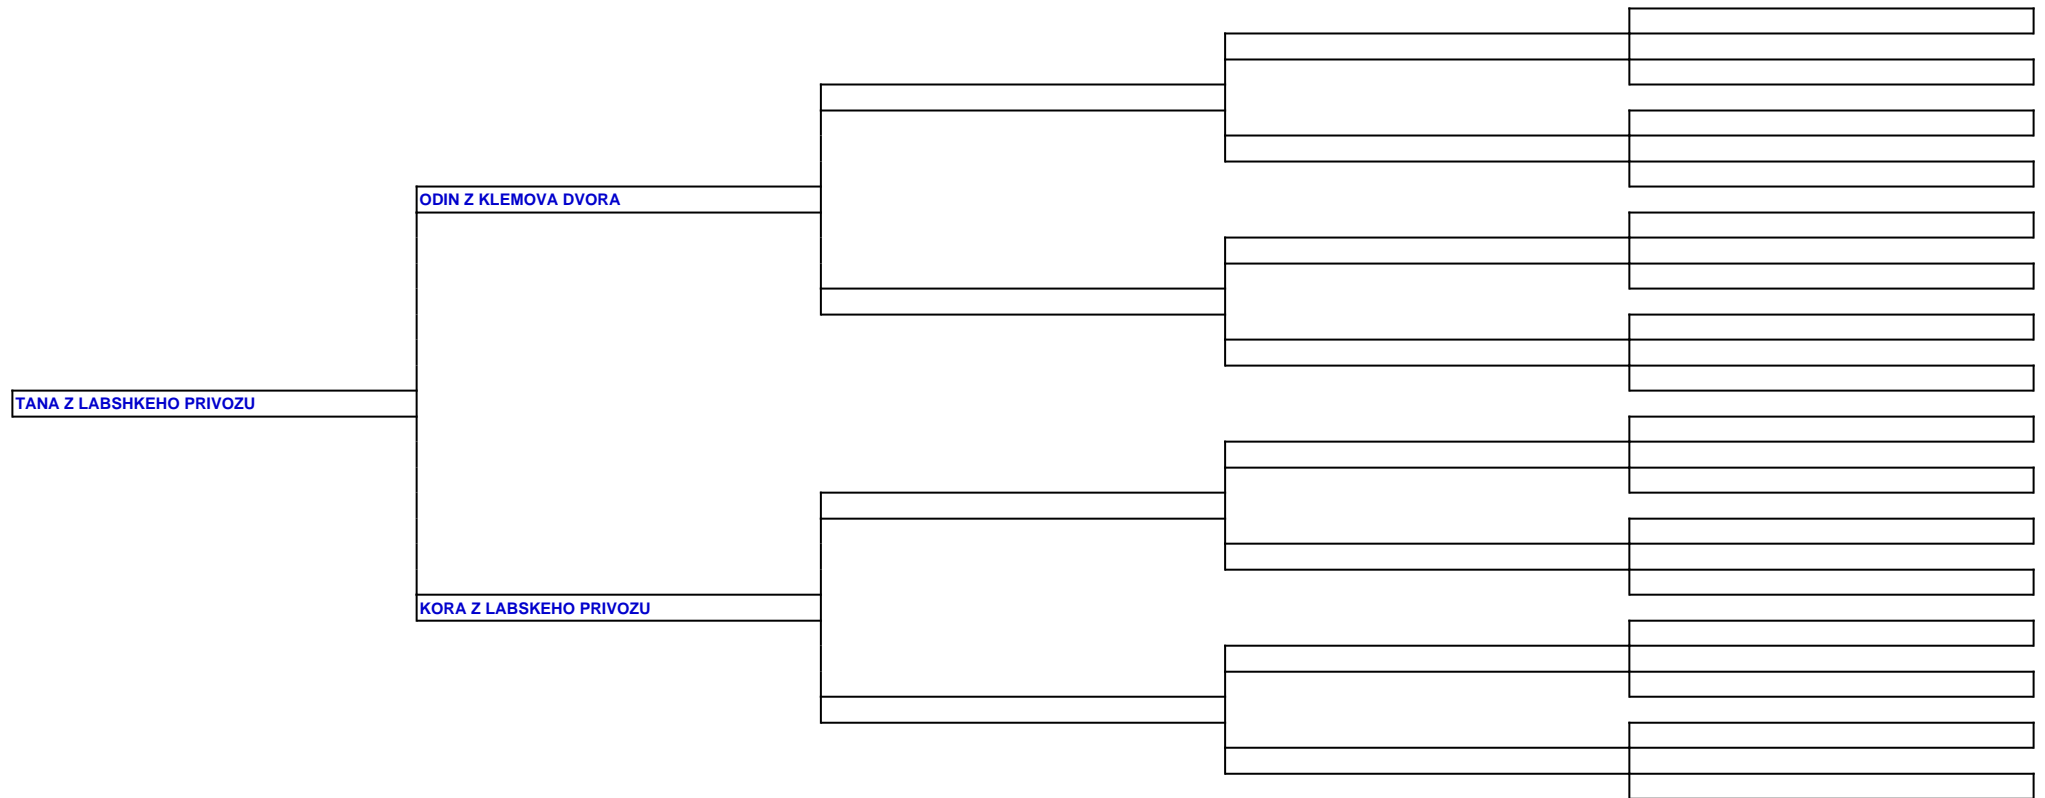 ODIN Z KLEMOVA DVORA
TANA Z LABSHKEHO PRIVOZU
KORA Z LABSKEHO PRIVOZU